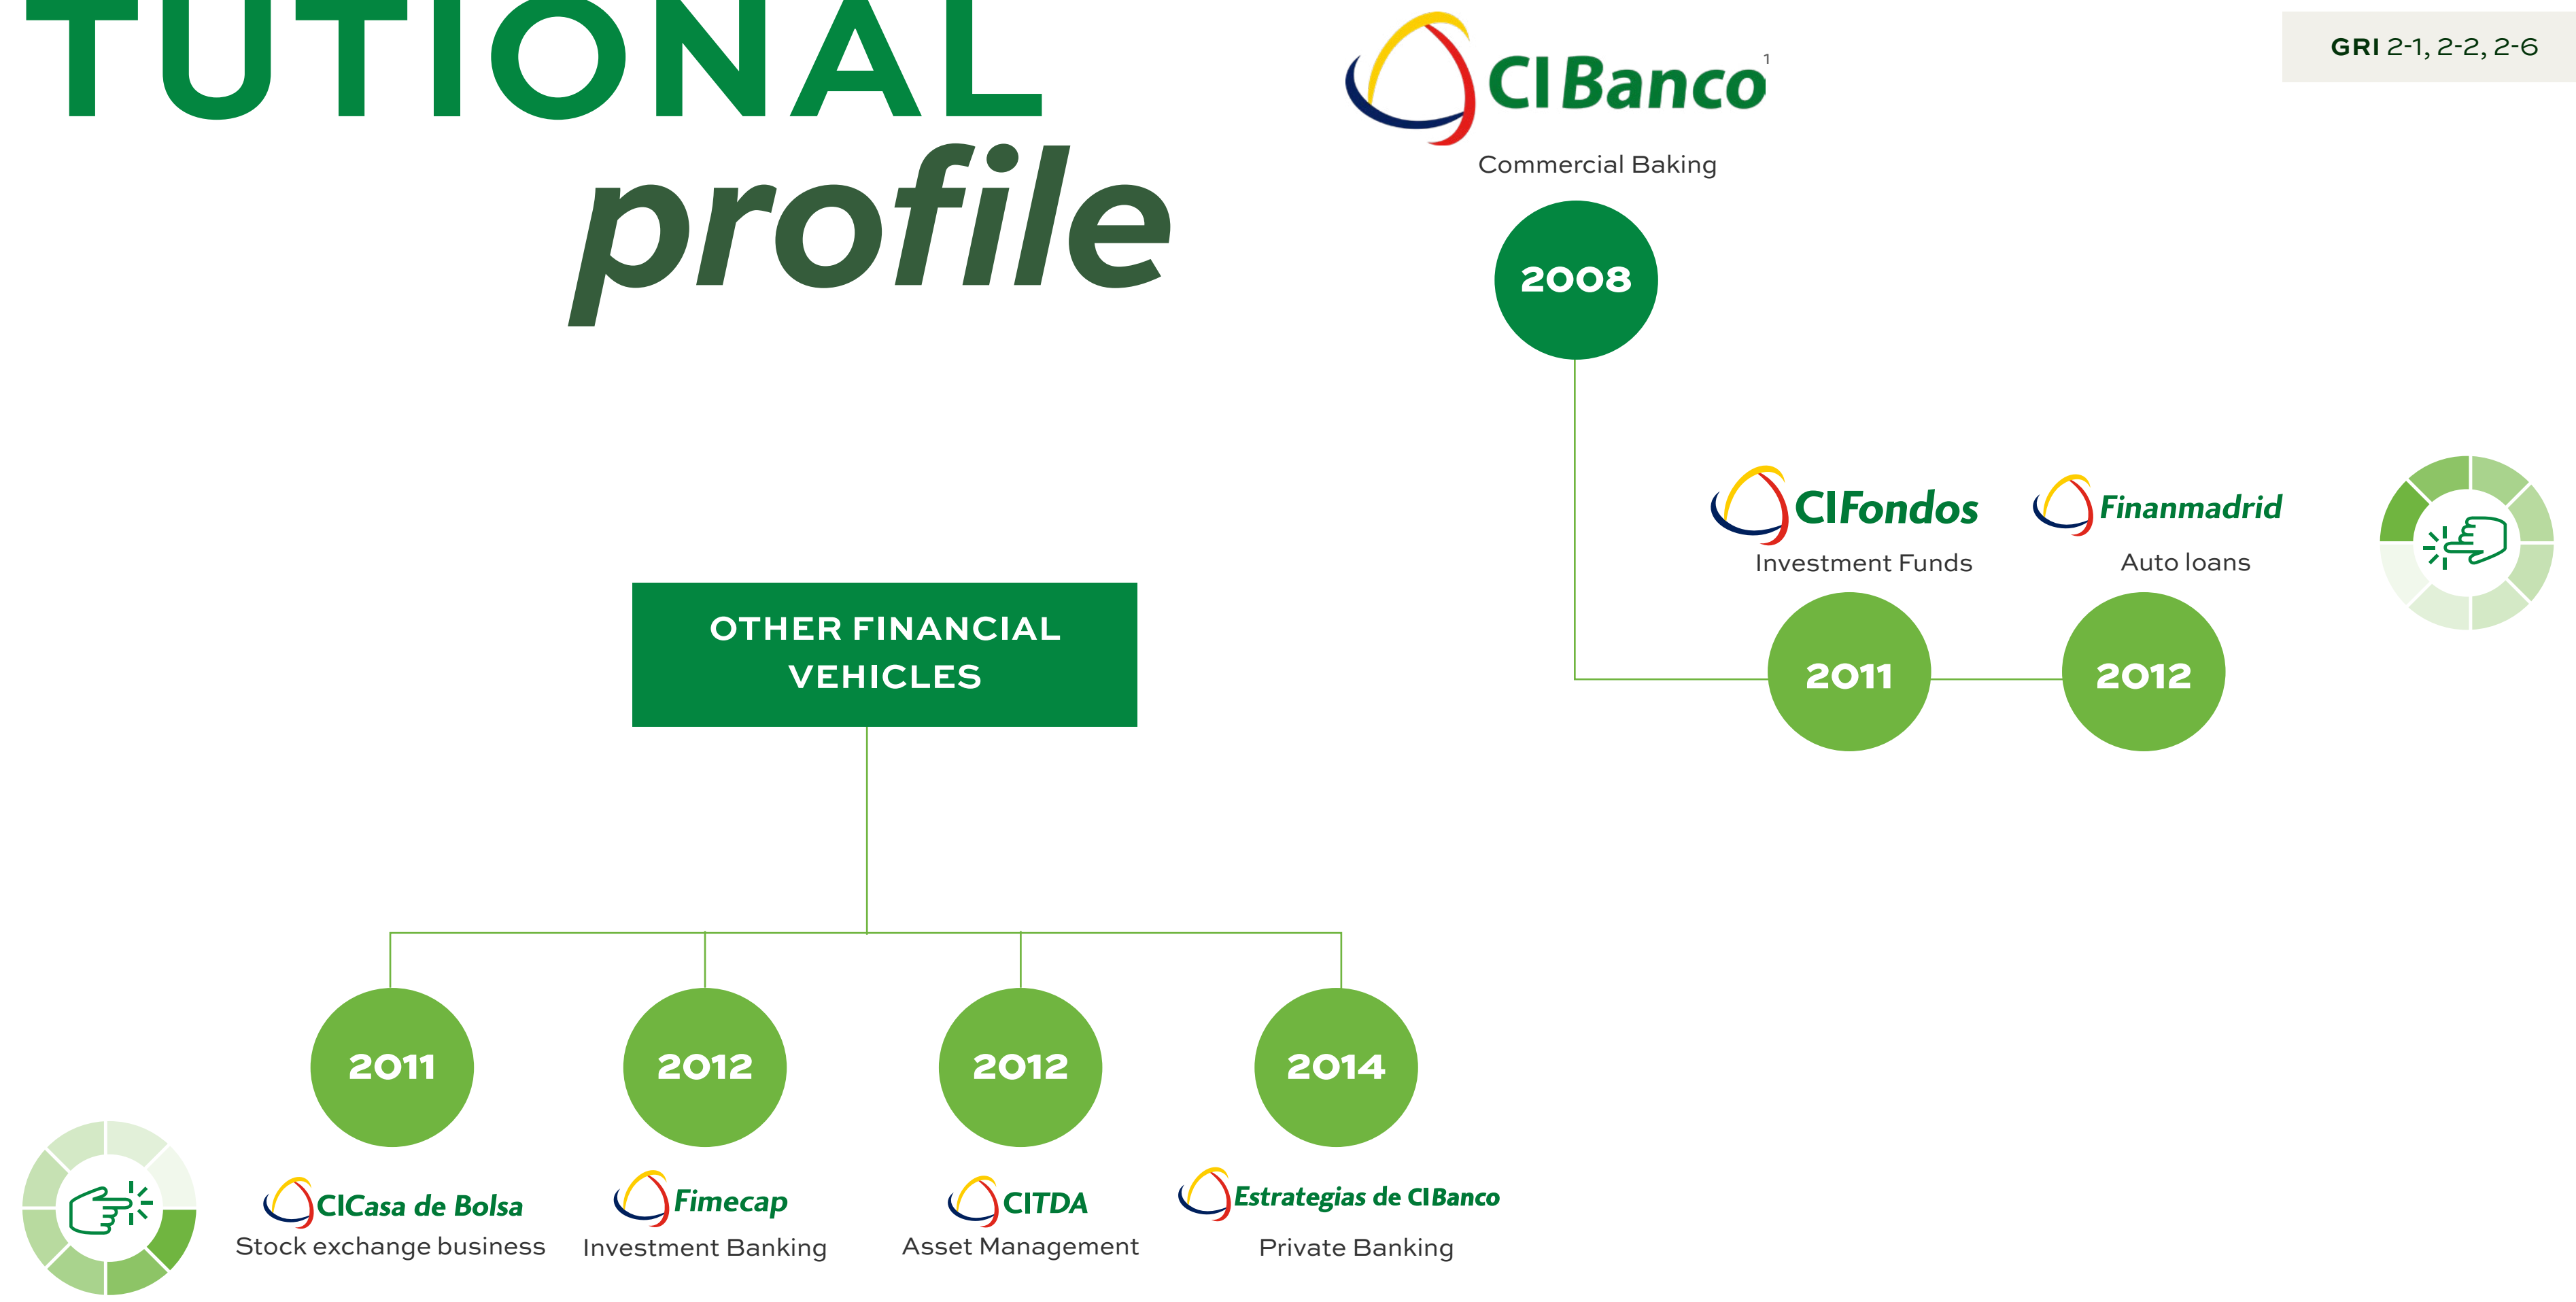 TUTIONAL
profile
CIBanco¹
Commercial Baking
GRI 2-1, 2-2, 2-6
2008
CIFondos
Investment Funds
Finanmadrid
Auto loans
2011
2012
OTHER FINANCIAL
VEHICLES
2011
2012
2012
2014
CICasa de Bolsa
Stock exchange business
Fimecap
Investment Banking
CITDA
Asset Management
Estrategias de CIBanco
Private Banking